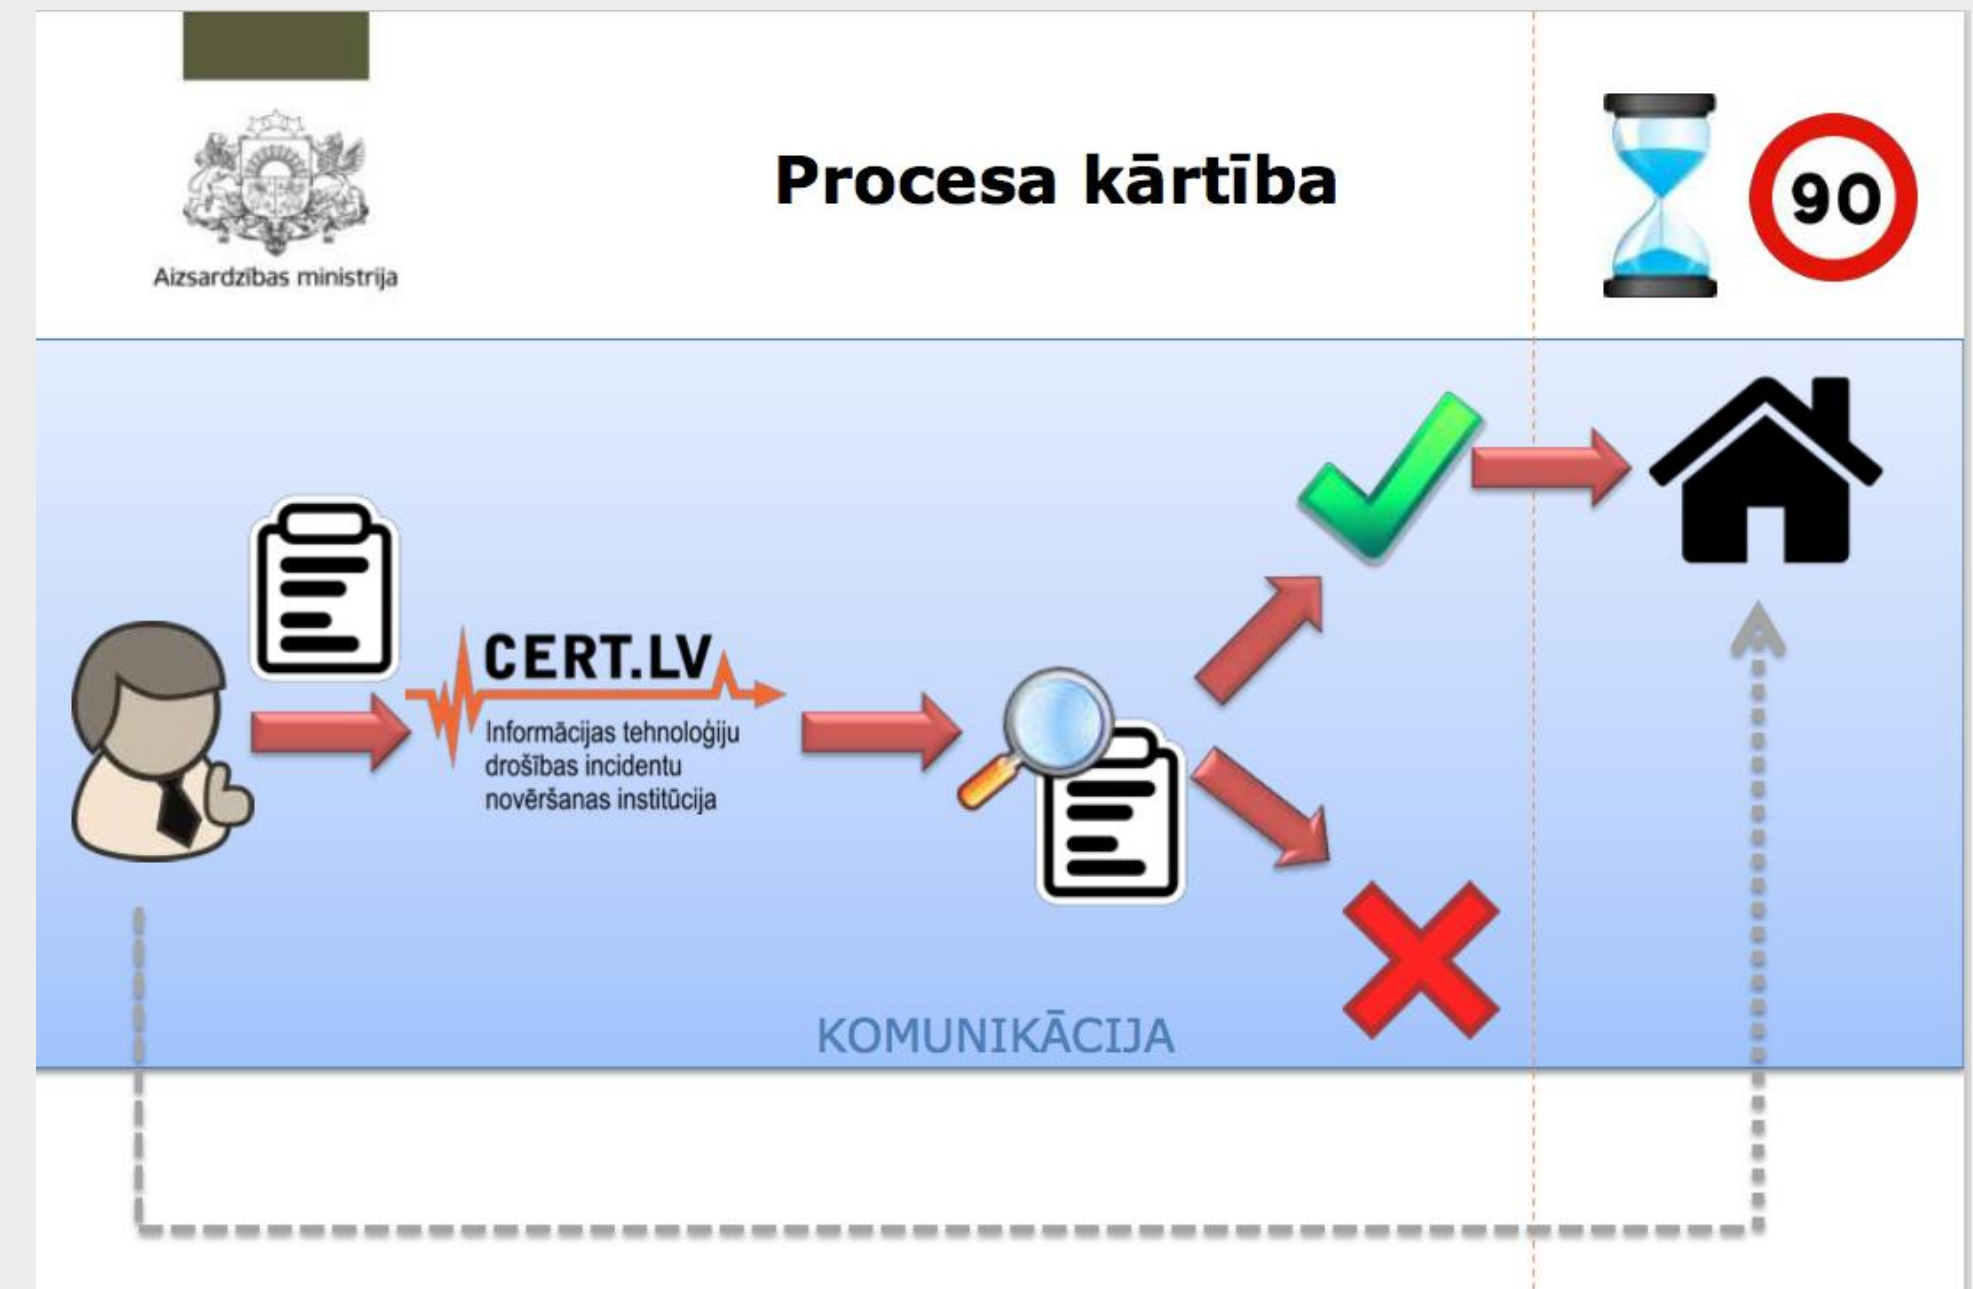 Aizsardzības ministrija
Procesa kārtība
90
CERT.LV
Informācijas tehnoloģiju
drošības incidentu
novēršanas institūcija
KOMUNIKĀCIJA